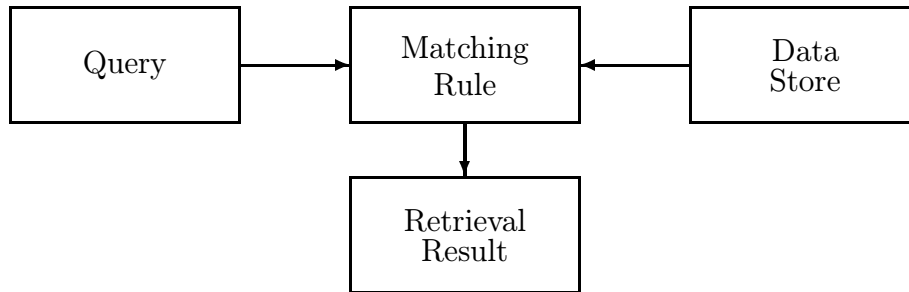 Query
Matching
Rule
Data
Store
Retrieval
Result